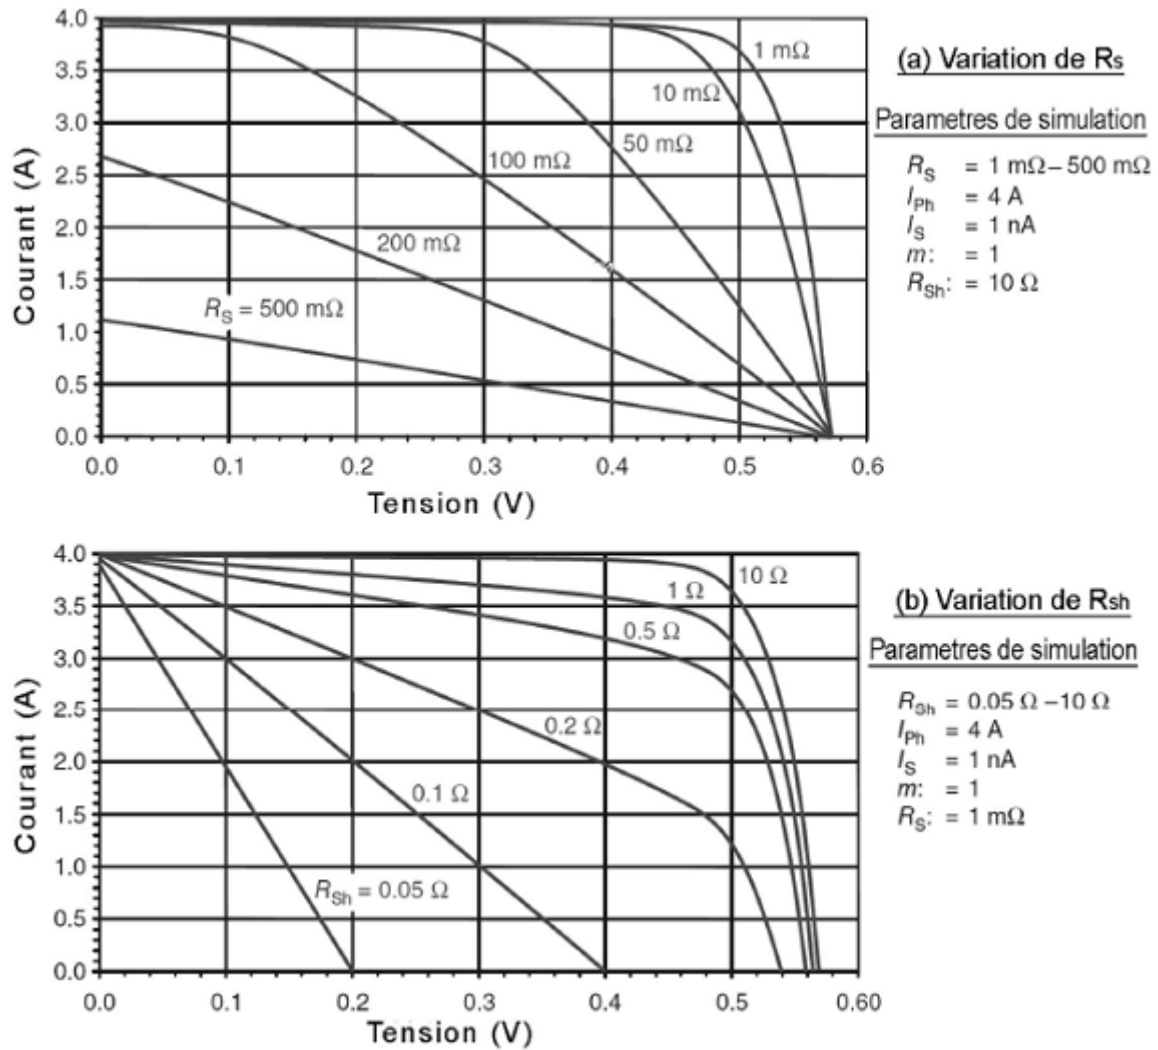 4.0
3.5
3.0
2.5
2.0
1.5
1.0
0.5
0.0
Courant (A)
1 mΩ
10 mΩ
50 mΩ
100 mΩ
200 mΩ
R_S = 500 mΩ
0.0 0.1 0.2 0.3 0.4 0.5 0.6
Tension (V)
(a) Variation de Rs
Parametres de simulation
R_S = 1 mΩ – 500 mΩ
I_Ph = 4 A
I_S = 1 nA
m: = 1
R_Sh: = 10 Ω
4.0
3.5
3.0
2.5
2.0
1.5
1.0
0.5
0.0
Courant (A)
10 Ω
1 Ω
0.5 Ω
0.2 Ω
0.1 Ω
R_Sh = 0.05 Ω
0.0 0.1 0.2 0.3 0.4 0.5 0.60
Tension (V)
(b) Variation de Rsh
Parametres de simulation
R_Sh = 0.05 Ω –10 Ω
I_Ph = 4 A
I_S = 1 nA
m: = 1
R_S: = 1 mΩ